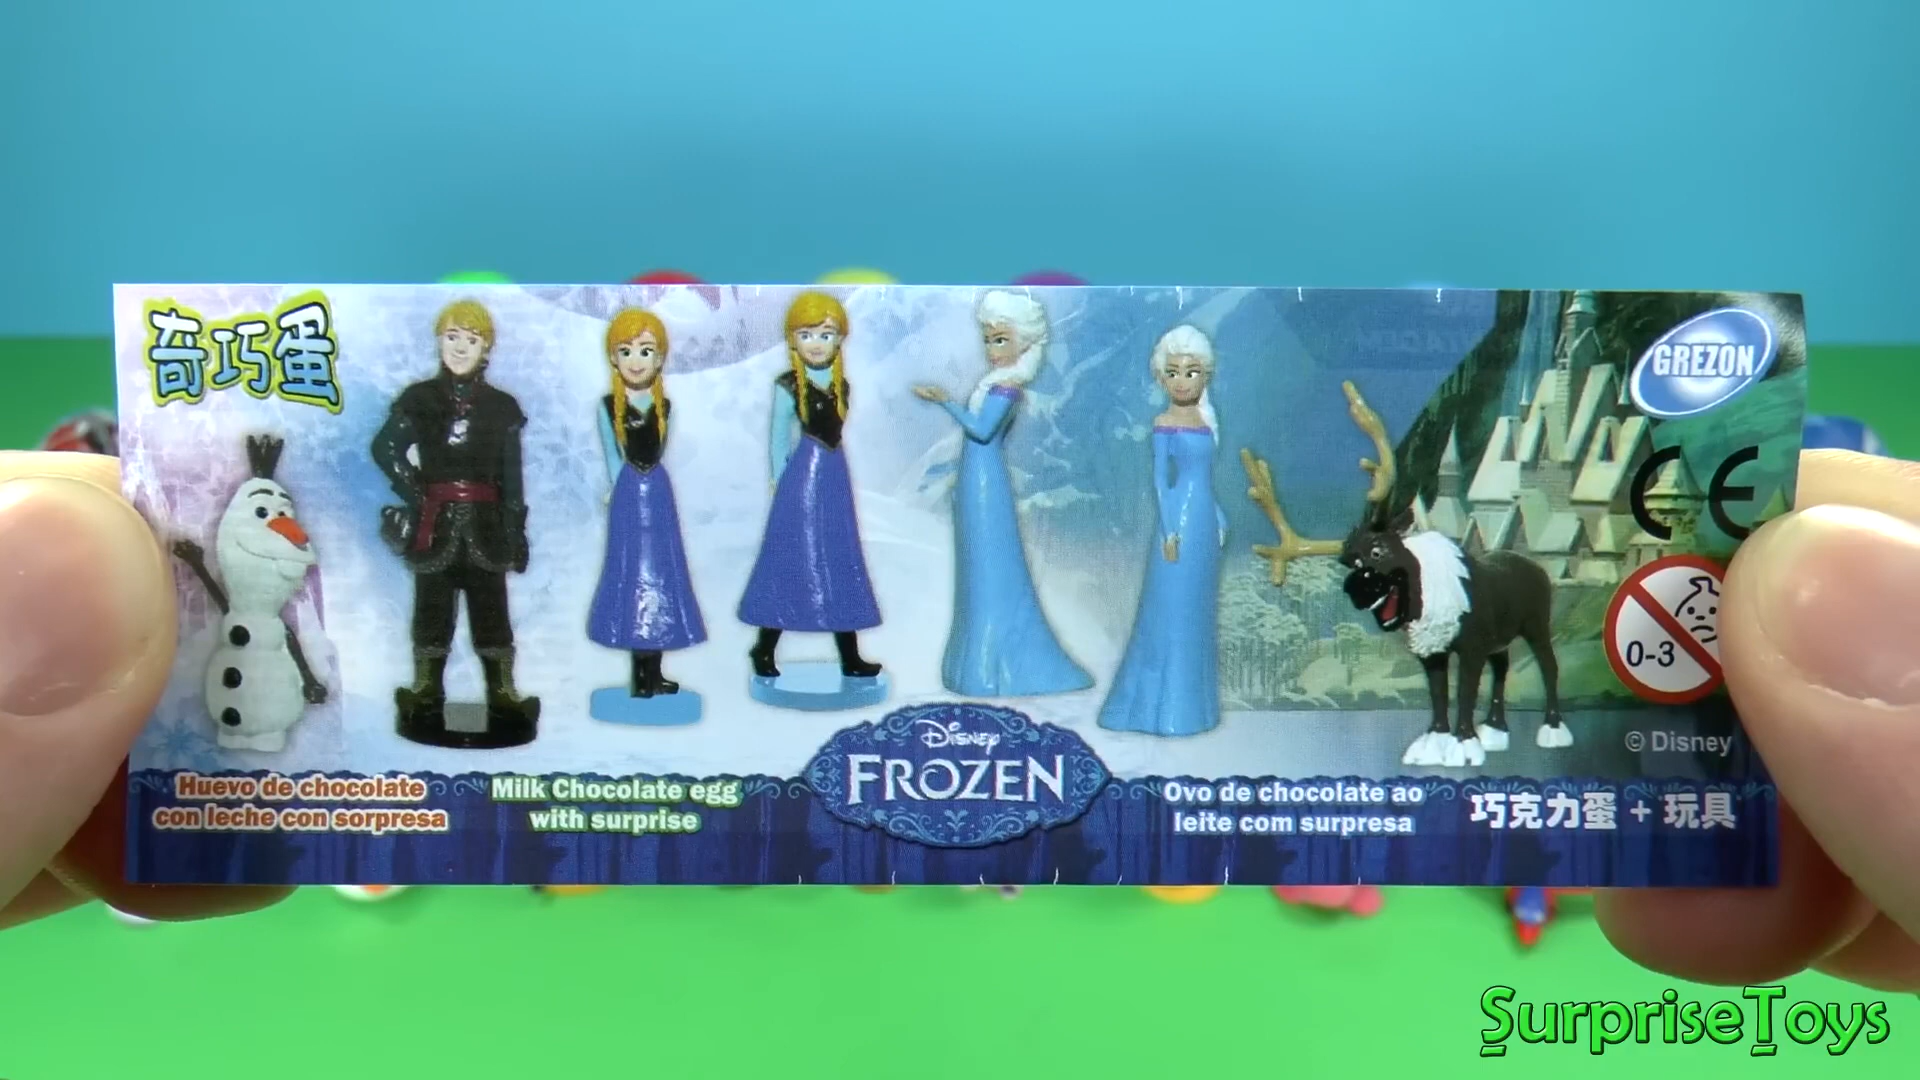 奇巧蛋
GREZON
CE
0-3
© Disney
Disney
FROZEN
Huevo de chocolate
con leche con sorpresa
Milk Chocolate egg
with surprise
Ovo de chocolate ao
leite com surpresa
巧克力蛋 + 玩具
SurpriseToys